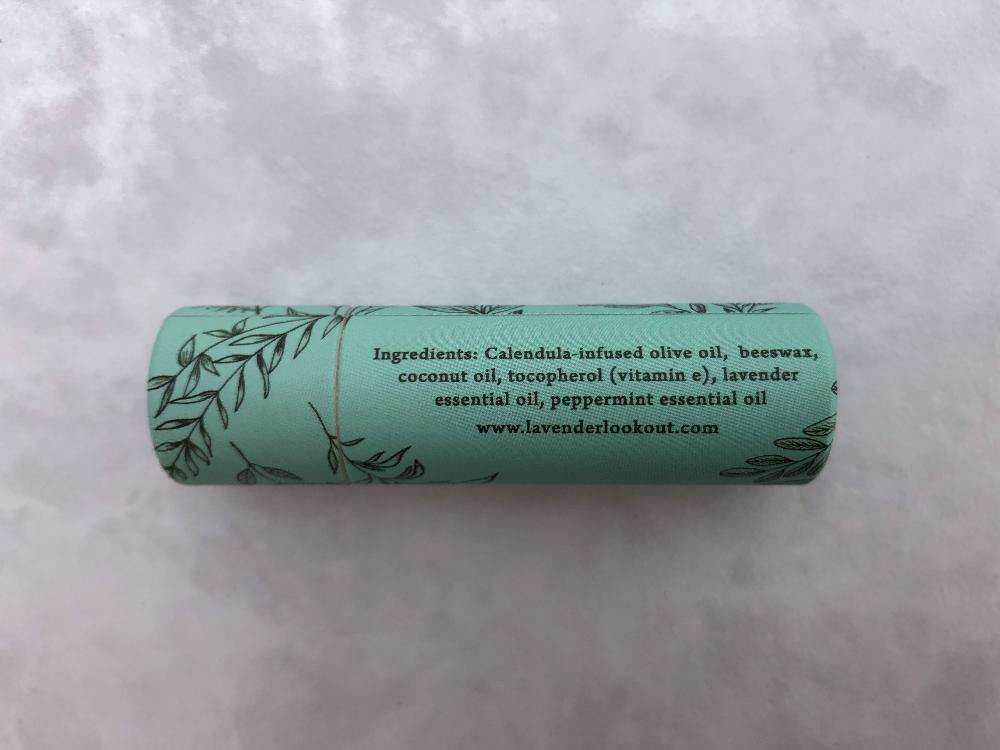 Ingredients: Calendula-infused olive oil, beeswax,
coconut oil, tocopherol (vitamin e), lavender
essential oil, peppermint essential oil
www.lavenderlookout.com